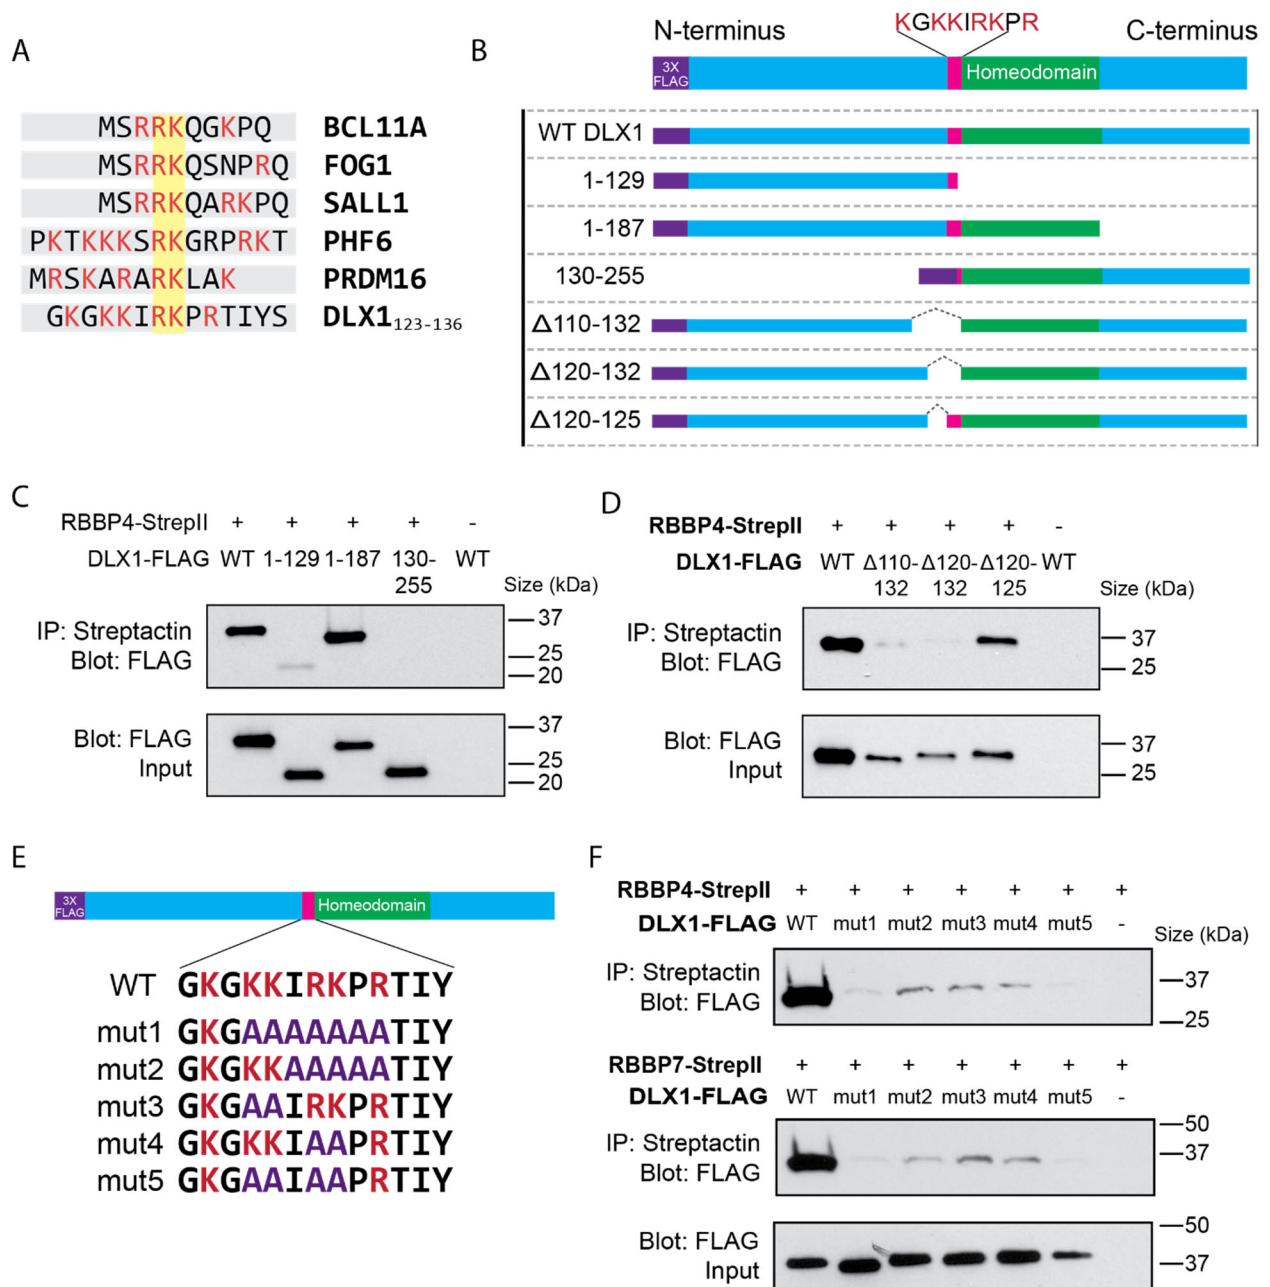 A
MSRRKQGKPQ BCL11A
MSRRKQSNPRQ FOG1
MSRRKQARKPQ SALL1
PKTKKKSRKGRPRKT PHF6
MRSKARARKLAK PRDM16
GKGKKIRKPRTIYS DLX1123-136
B
N-terminus KGKKIRKPR C-terminus
3X
FLAG Homeodomain
WT DLX1
1-129
1-187
130-255
Δ110-132
Δ120-132
Δ120-125
C
RBBP4-StrepII + + + + -
DLX1-FLAG WT 1-129 1-187 130- WT
255 Size (kDa)
IP: Streptactin
Blot: FLAG
37
25
20
Blot: FLAG
Input
37
25
20
D
RBBP4-StrepII + + + + -
DLX1-FLAG WT Δ110- Δ120- Δ120- WT
132 132 125 Size (kDa)
IP: Streptactin
Blot: FLAG
37
25
Blot: FLAG
Input
37
25
E
3X
FLAG Homeodomain
WT GKGKKIRKPRTIY
mut1 GKGAAAAAAATIY
mut2 GKGKKAAAAATIY
mut3 GKGAAIRKPRTIY
mut4 GKGKKIAAPRTIY
mut5 GKGAAIAAPRTIY
F
RBBP4-StrepII + + + + + + +
DLX1-FLAG WT mut1 mut2 mut3 mut4 mut5 -
Size (kDa)
IP: Streptactin
Blot: FLAG
37
25
RBBP7-StrepII + + + + + + +
DLX1-FLAG WT mut1 mut2 mut3 mut4 mut5 -
IP: Streptactin
Blot: FLAG
50
37
Blot: FLAG
Input
50
37